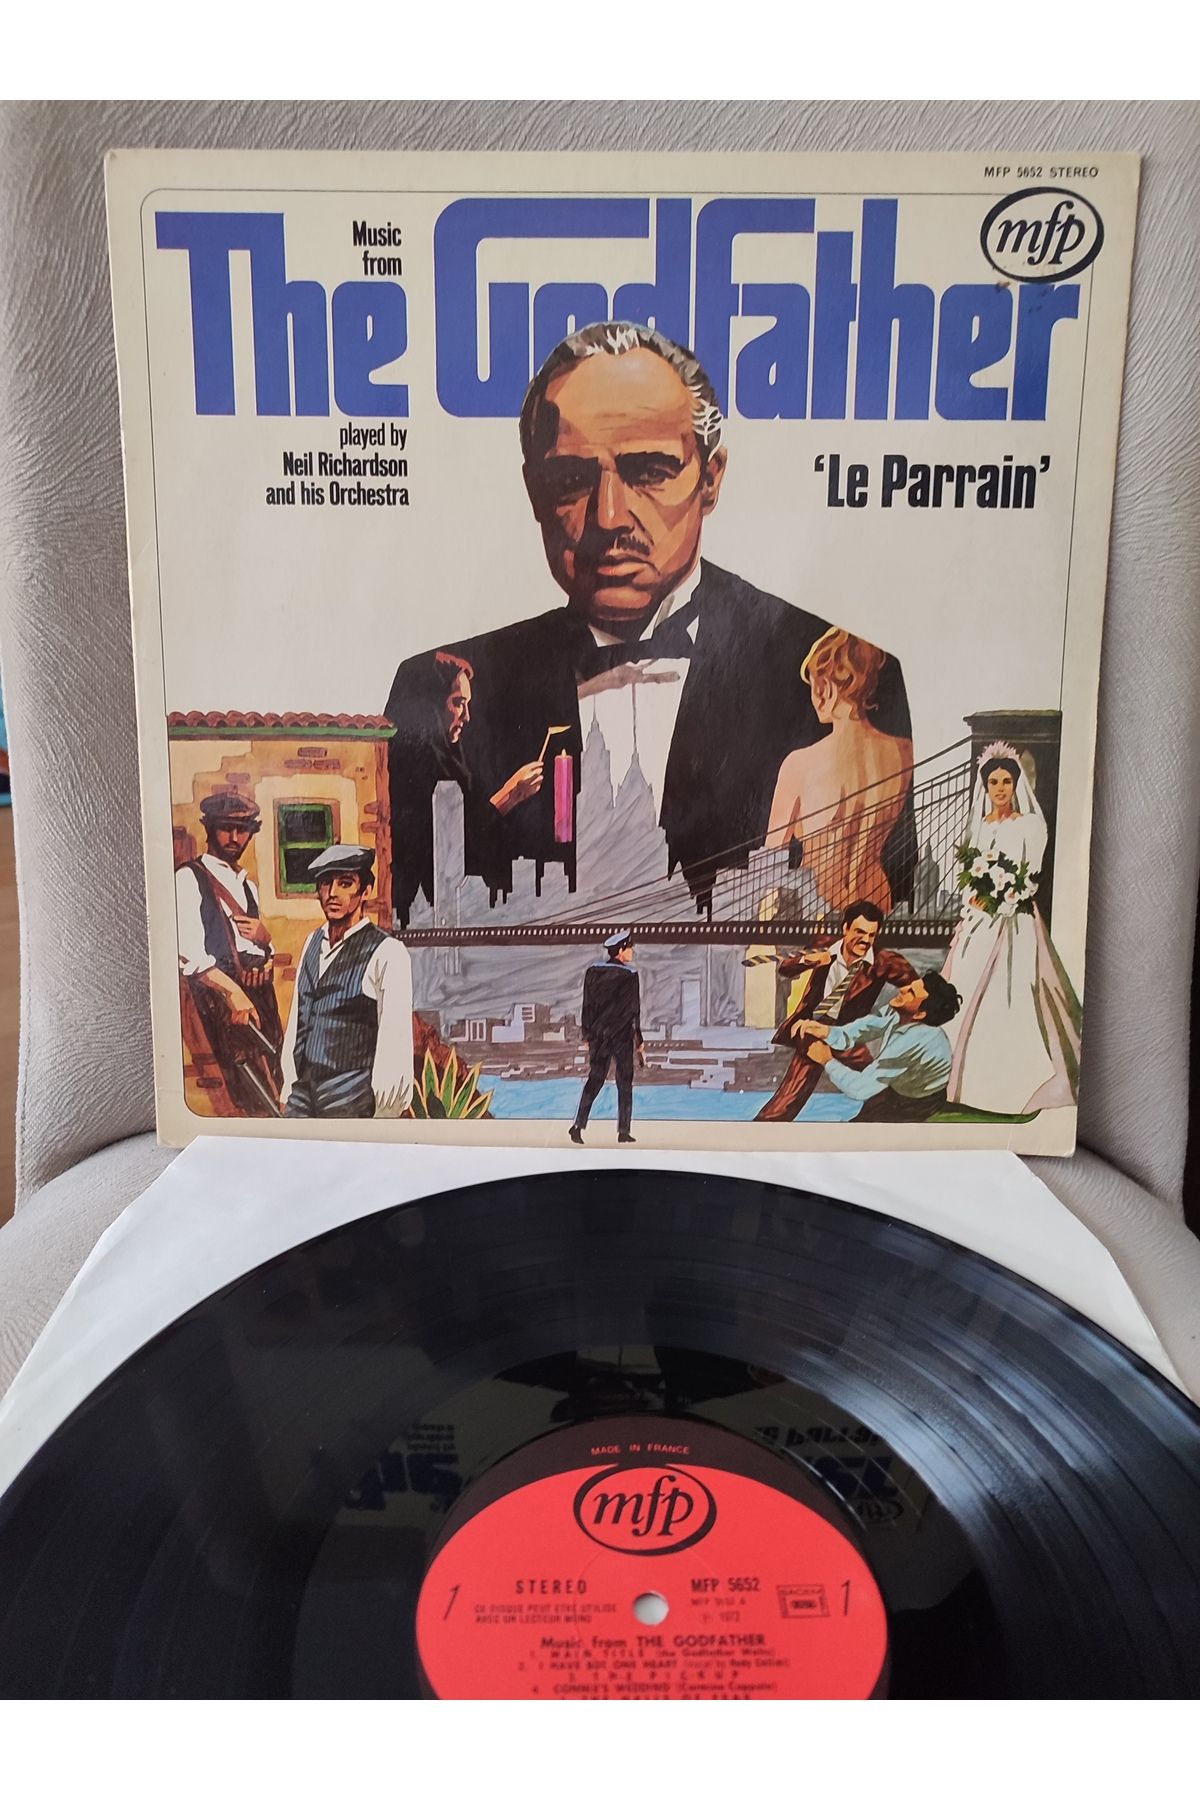 MFP 5652 STEREO
mfp
Music
from
The Godfather
played by
Neil Richardson
and his Orchestra
'Le Parrain'
MADE IN FRANCE
mfp
1 STEREO MFP 5652 1
CE DISQUE PEUT ETRE UTILISE
AVEC UN LECTEUR MONO
℗ 1972
SACEM
Music from THE GODFATHER
1. MAIN TITLE (the Godfather Waltz)
2. I HAVE BUT ONE HEART
3. THE PICKUP
4. CONNIE'S WEDDING (Carmine Coppola)